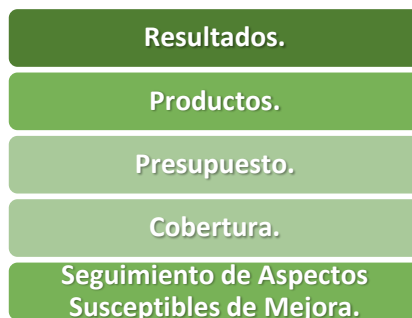 Resultados.
Productos.
Presupuesto.
Cobertura.
Seguimiento de Aspectos
Susceptibles de Mejora.